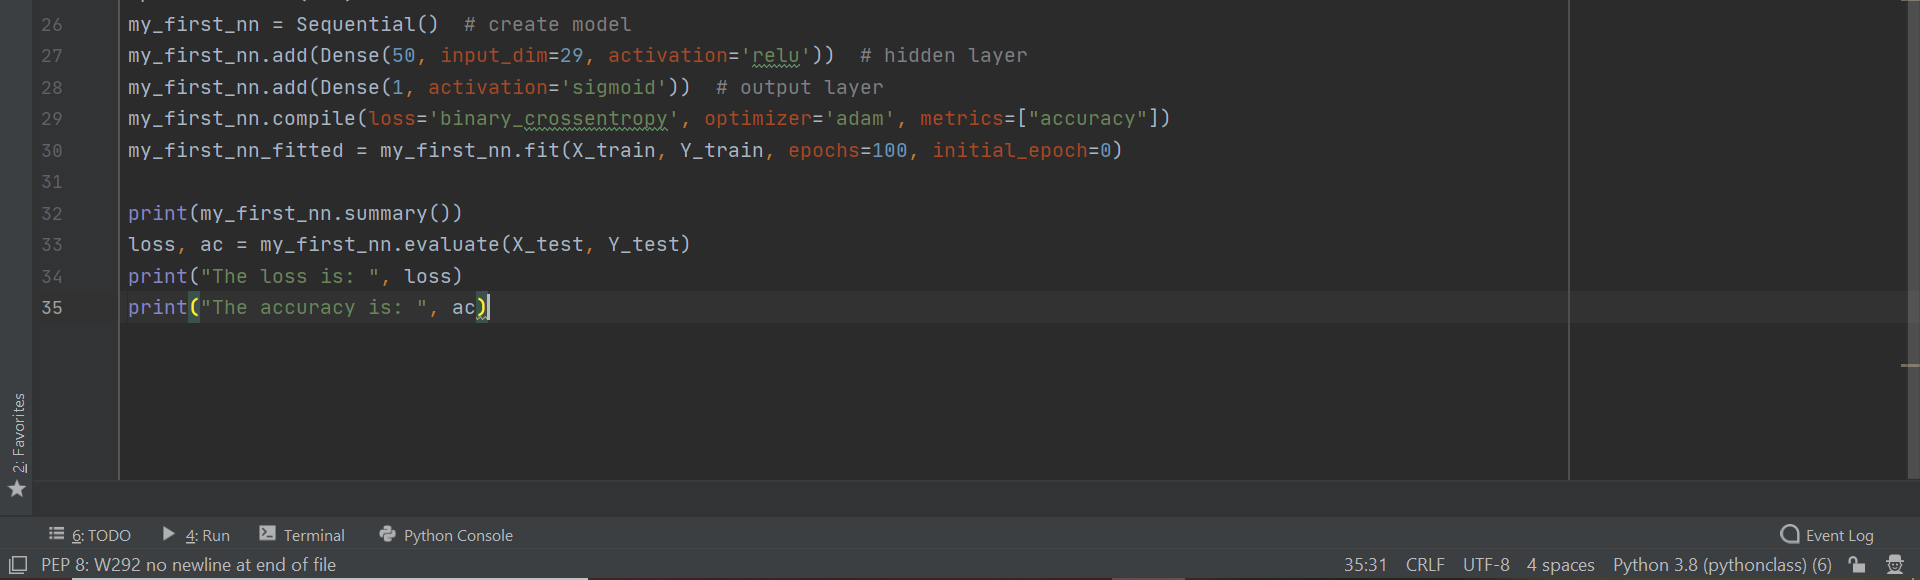 26 my_first_nn = Sequential()  # create model
27 my_first_nn.add(Dense(50, input_dim=29, activation='relu'))  # hidden layer
28 my_first_nn.add(Dense(1, activation='sigmoid'))  # output layer
29 my_first_nn.compile(loss='binary_crossentropy', optimizer='adam', metrics=["accuracy"])
30 my_first_nn_fitted = my_first_nn.fit(X_train, Y_train, epochs=100, initial_epoch=0)
31
32 print(my_first_nn.summary())
33 loss, ac = my_first_nn.evaluate(X_test, Y_test)
34 print("The loss is: ", loss)
35 print("The accuracy is: ", ac)
2: Favorites
6: TODO 4: Run Terminal Python Console Event Log
PEP 8: W292 no newline at end of file 35:31 CRLF UTF-8 4 spaces Python 3.8 (pythonclass) (6)